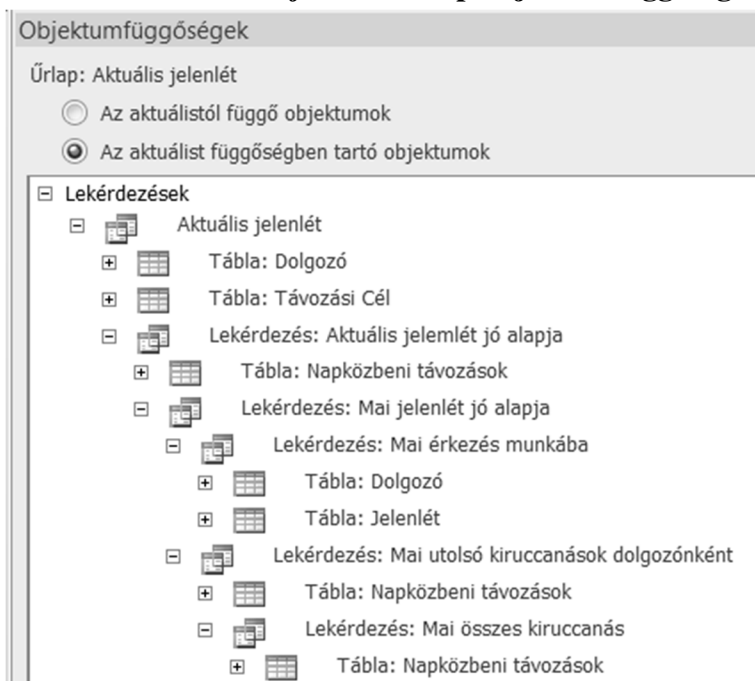 Objektumfüggőségek
Űrlap: Aktuális jelenlét
Az aktuálistól függő objektumok
Az aktuálist függőségben tartó objektumok
Lekérdezések
Aktuális jelenlét
Tábla: Dolgozó
Tábla: Távozási Cél
Lekérdezés: Aktuális jelemlét jó alapja
Tábla: Napközbeni távozások
Lekérdezés: Mai jelenlét jó alapja
Lekérdezés: Mai érkezés munkába
Tábla: Dolgozó
Tábla: Jelenlét
Lekérdezés: Mai utolsó kiruccanások dolgozónként
Tábla: Napközbeni távozások
Lekérdezés: Mai összes kiruccanás
Tábla: Napközbeni távozások